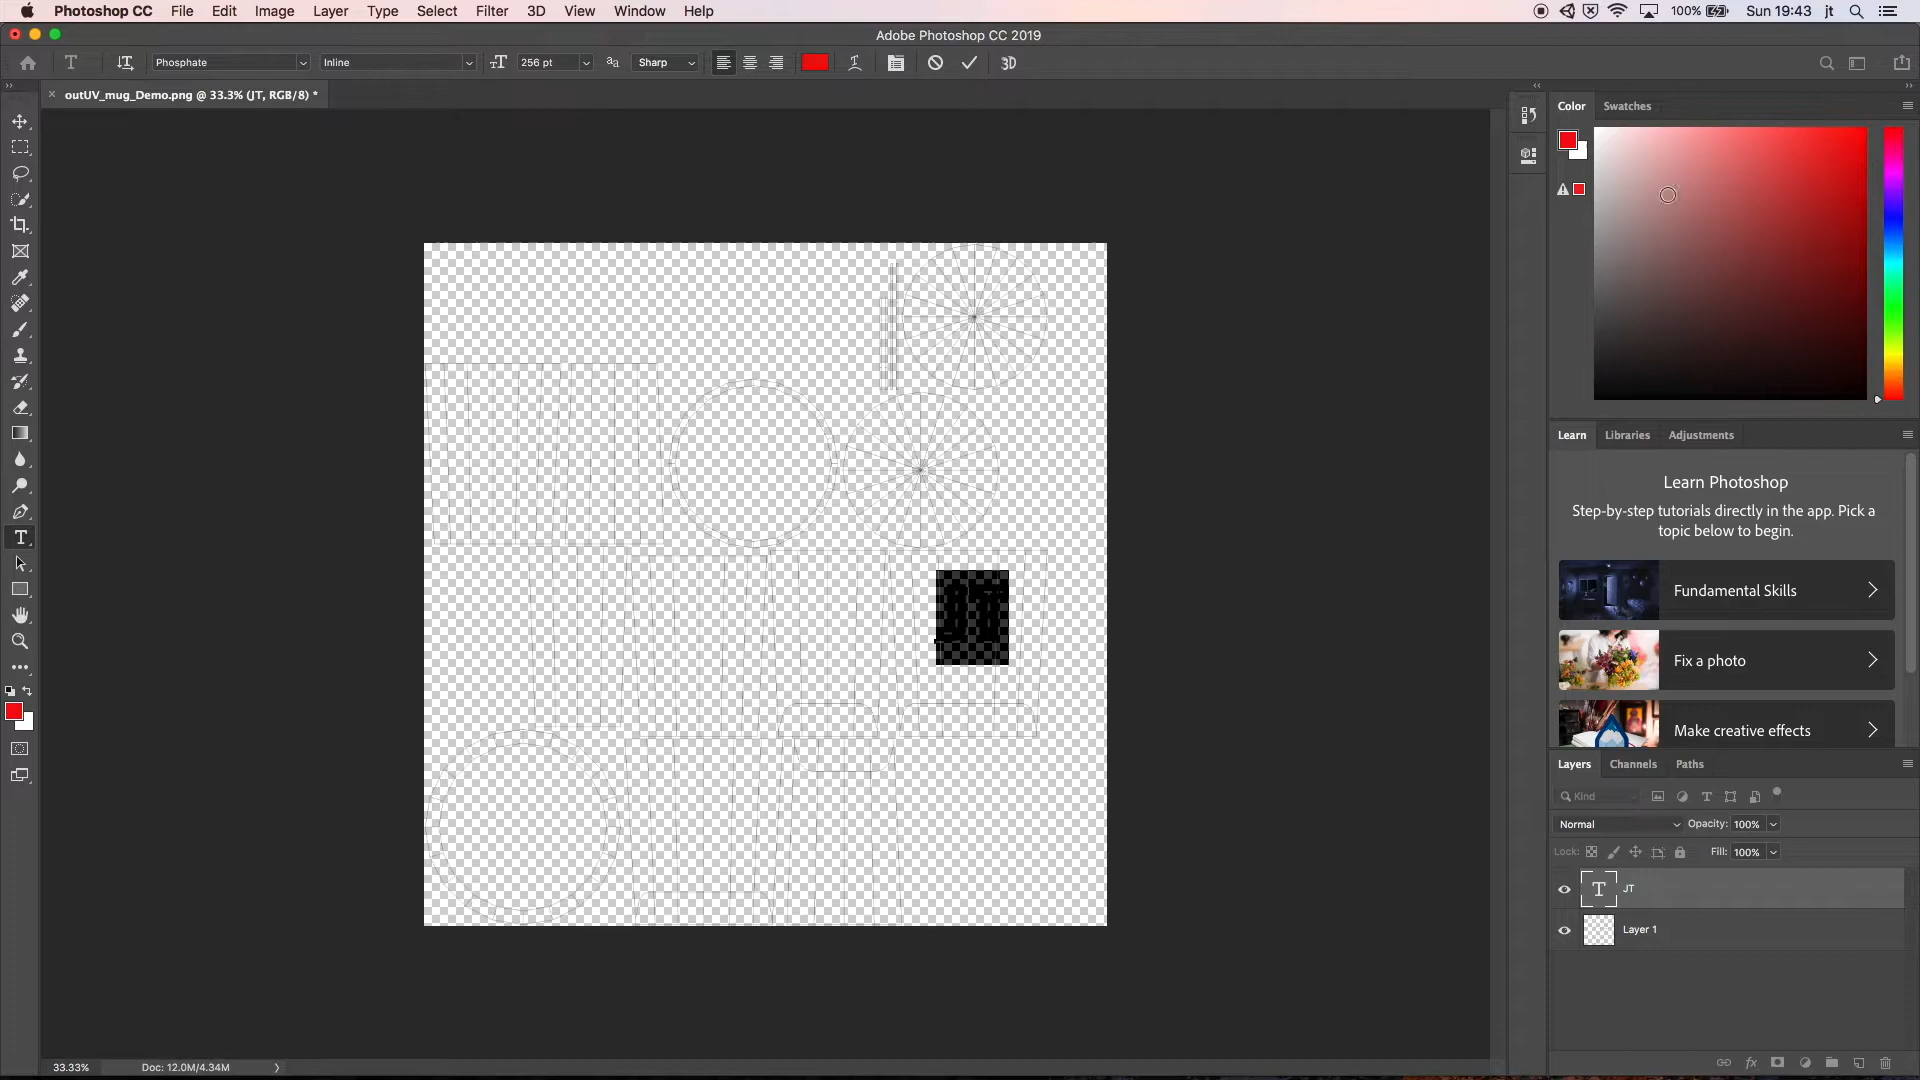 Photoshop CC File Edit Image Layer Type Select Filter 3D View Window Help 100% Sun 19:43 jt
Adobe Photoshop CC 2019
T Phosphate Inline 256 pt aa Sharp 3D
× outUV_mug_Demo.png @ 33.3% (JT, RGB/8) *
Color Swatches
Learn Libraries Adjustments
Learn Photoshop
Step-by-step tutorials directly in the app. Pick a
topic below to begin.
Fundamental Skills
Fix a photo
Make creative effects
JT
Layers Channels Paths
Kind
Normal Opacity: 100%
Lock: Fill: 100%
T JT
Layer 1
33.33% Doc: 12.0M/4.34M
fx